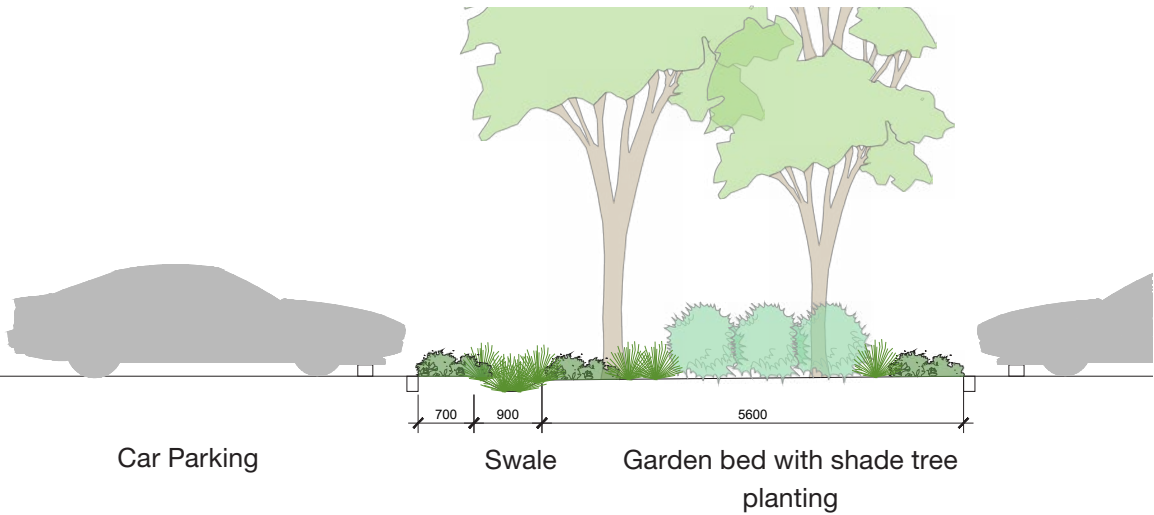 700 900 5600
Car Parking
Swale
Garden bed with shade tree
planting